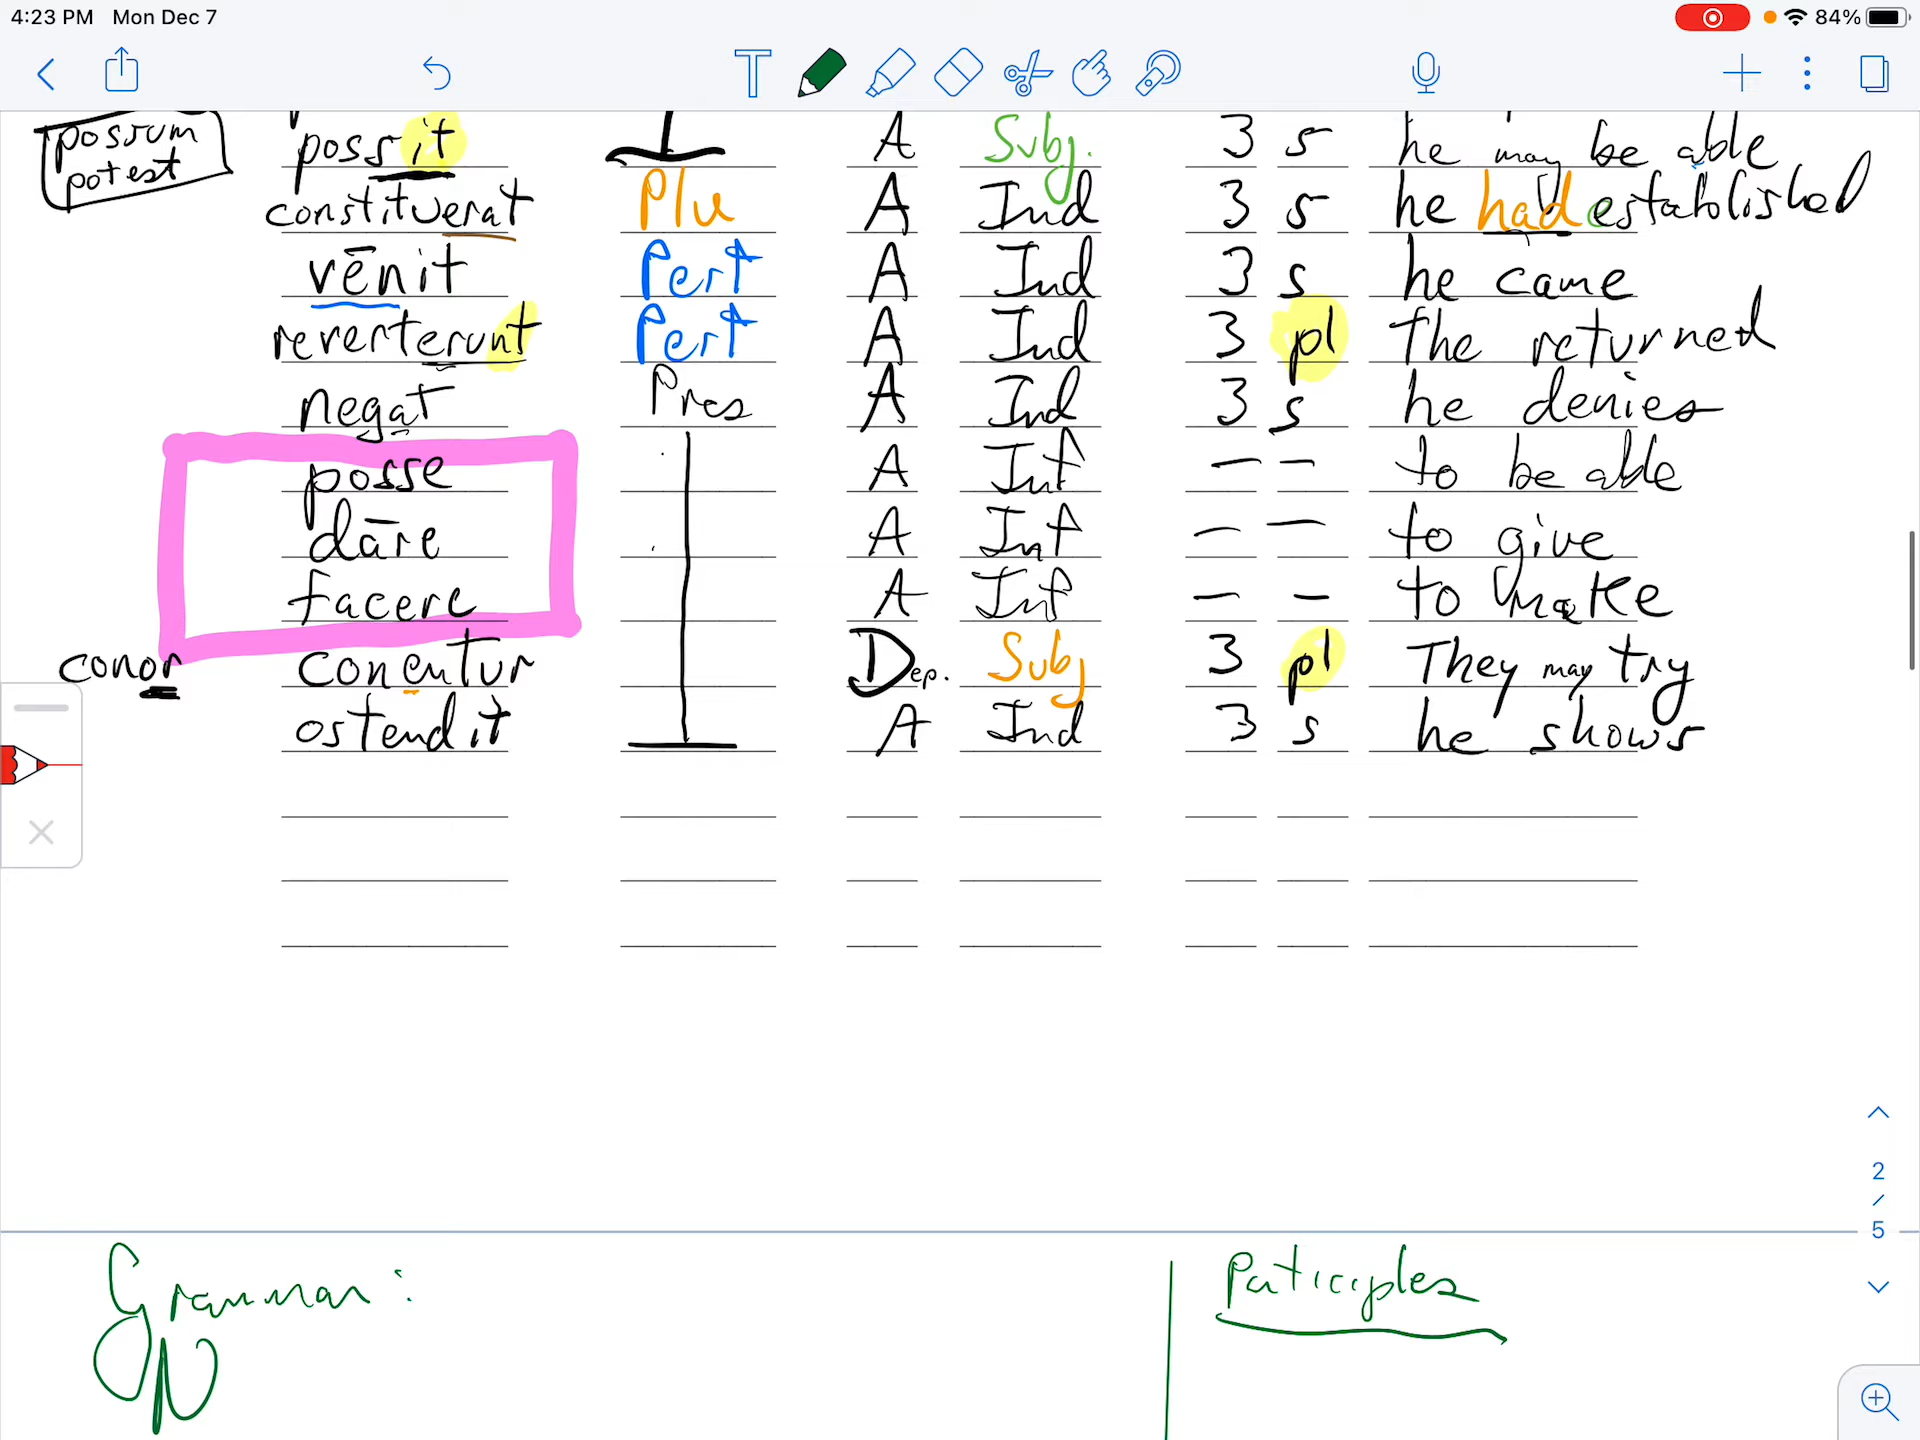 4:23 PM Mon Dec 7 84%
T
possum
potest
possit A Subj. 3 s he may be able
constituerat Plu A Ind 3 s he had established
vēnit Perf A Ind 3 s he came
reverterunt Perf A Ind 3 pl The returned
negat Pres A Ind 3 s he denies
posse A Inf — — to be able
dāre A Inf — — to give
facere A Inf — — to make
conor conentur Dep. Subj 3 pl They may try
ostendit A Ind 3 s he shows
2
/
5
Grammar: Participles